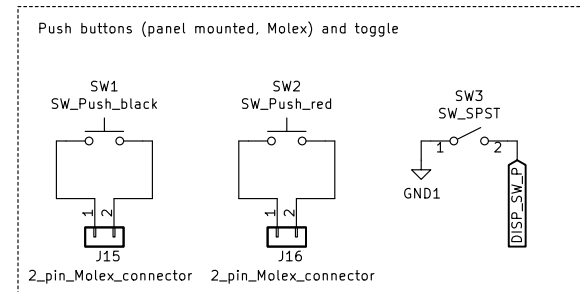 Push buttons (panel mounted, Molex) and toggle
SW1
SW_Push_black
1
2
J15
2_pin_Molex_connector
SW2
SW_Push_red
1
2
J16
2_pin_Molex_connector
SW3
SW_SPST
1
2
GND1
DISP_SW_P